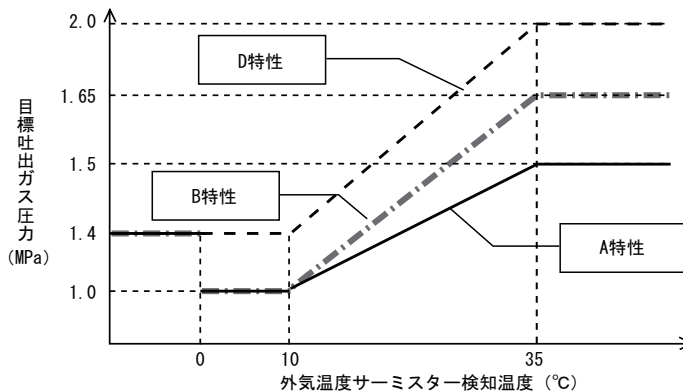 2.0
D特性
1.65
目標吐出ガス圧力
(MPa)
1.5
B特性
1.4
A特性
1.0
0 10 35
外気温度サーミスター検知温度 (℃)